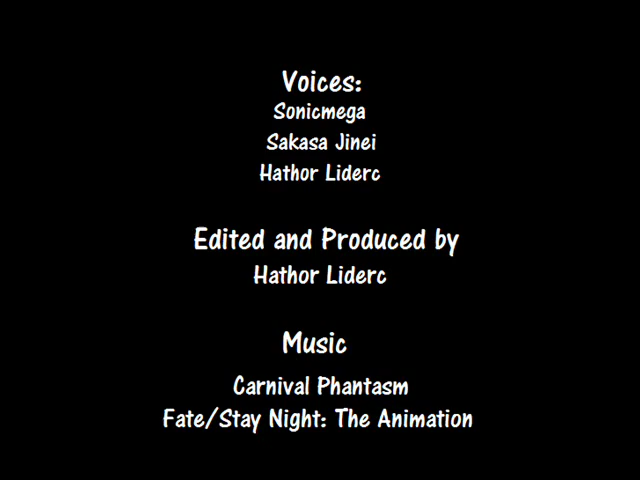 Voices:
Sonicmega
Sakasa Jinei
Hathor Liderc
Edited and Produced by
Hathor Liderc
Music
Carnival Phantasm
Fate/Stay Night: The Animation